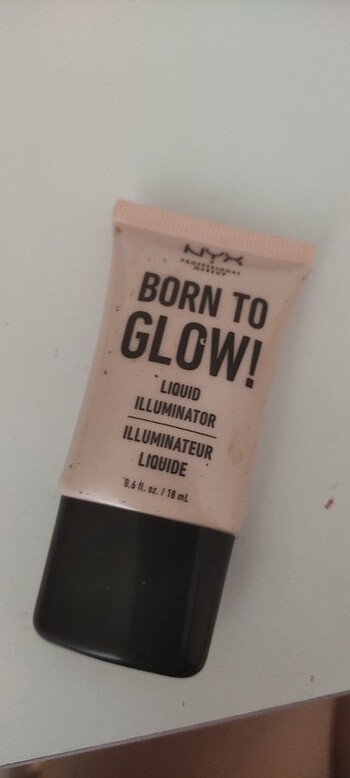 NYX
PROFESSIONAL
MAKEUP
BORN TO
GLOW!
LIQUID
ILLUMINATOR
ILLUMINATEUR
LIQUIDE
0.6 fl. oz. / 18 mL